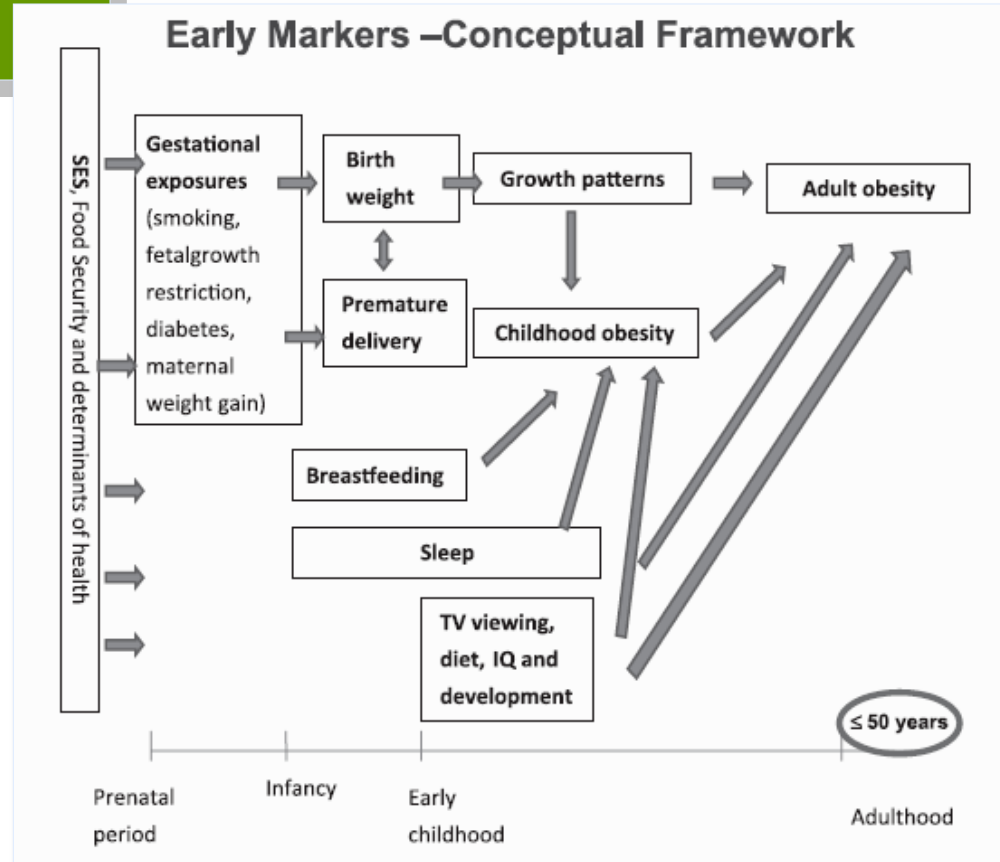 Early Markers –Conceptual Framework
SES, Food Security and determinants of health
Gestational
exposures
(smoking,
fetalgrowth
restriction,
diabetes,
maternal
weight gain)
Birth
weight
Growth patterns
Adult obesity
Premature
delivery
Childhood obesity
Breastfeeding
Sleep
TV viewing,
diet, IQ and
development
≤ 50 years
Prenatal
period
Infancy
Early
childhood
Adulthood